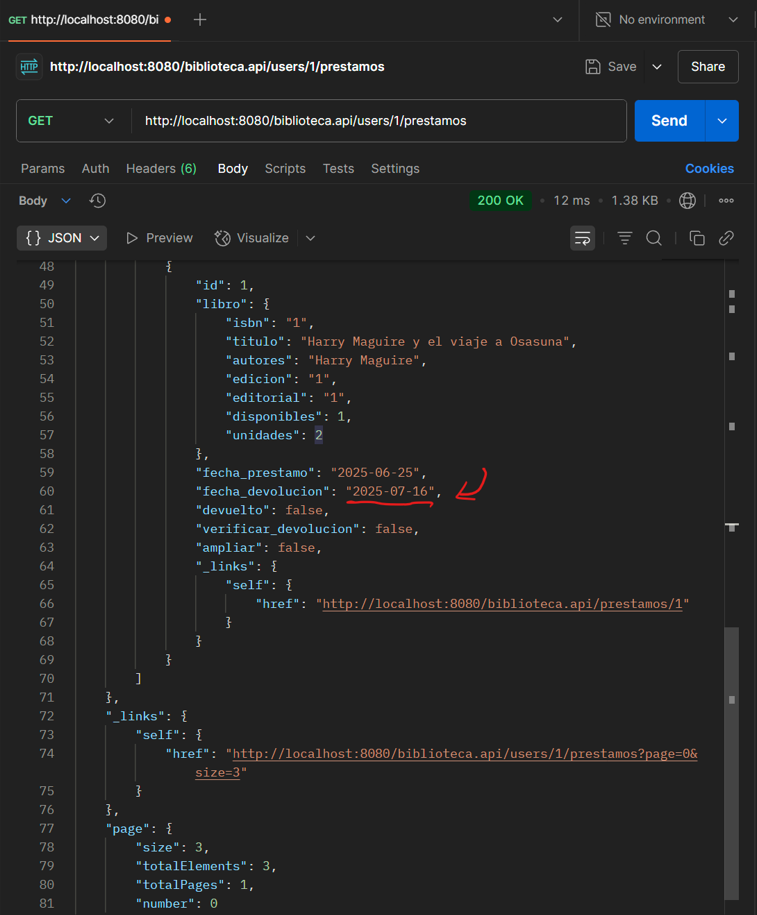 GET http://localhost:8080/bi
No environment
HTTP http://localhost:8080/biblioteca.api/users/1/prestamos Save Share
GET http://localhost:8080/biblioteca.api/users/1/prestamos Send
Params Auth Headers (6) Body Scripts Tests Settings Cookies
Body 200 OK • 12 ms • 1.38 KB
{} JSON Preview Visualize
48 {
49 "id": 1,
50 "libro": {
51 "isbn": "1",
52 "titulo": "Harry Maguire y el viaje a Osasuna",
53 "autores": "Harry Maguire",
54 "edicion": "1",
55 "editorial": "1",
56 "disponibles": 1,
57 "unidades": 2
58 },
59 "fecha_prestamo": "2025-06-25",
60 "fecha_devolucion": "2025-07-16",
61 "devuelto": false,
62 "verificar_devolucion": false,
63 "ampliar": false,
64 "_links": {
65 "self": {
66 "href": "http://localhost:8080/biblioteca.api/prestamos/1"
67 }
68 }
69 }
70 ]
71 },
72 "_links": {
73 "self": {
74 "href": "http://localhost:8080/biblioteca.api/users/1/prestamos?page=0&
size=3"
75 }
76 },
77 "page": {
78 "size": 3,
79 "totalElements": 3,
80 "totalPages": 1,
81 "number": 0